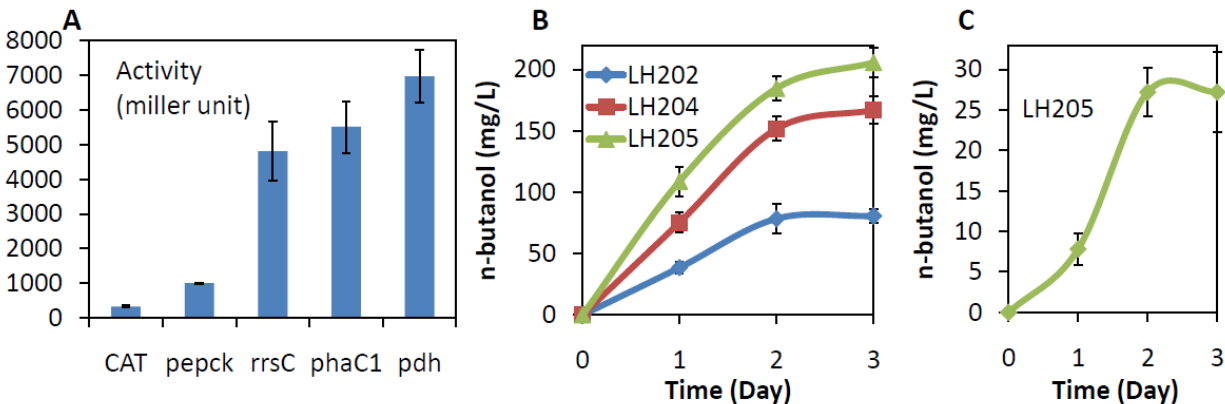 A
8000
7000
6000
5000
4000
3000
2000
1000
0
Activity
(miller unit)
CAT pepck rrsC phaC1 pdh
B
n-butanol (mg/L)
200
150
100
50
0
LH202
LH204
LH205
0 1 2 3
Time (Day)
C
n-butanol (mg/L)
30
25
20
15
10
5
0
LH205
0 1 2 3
Time (Day)